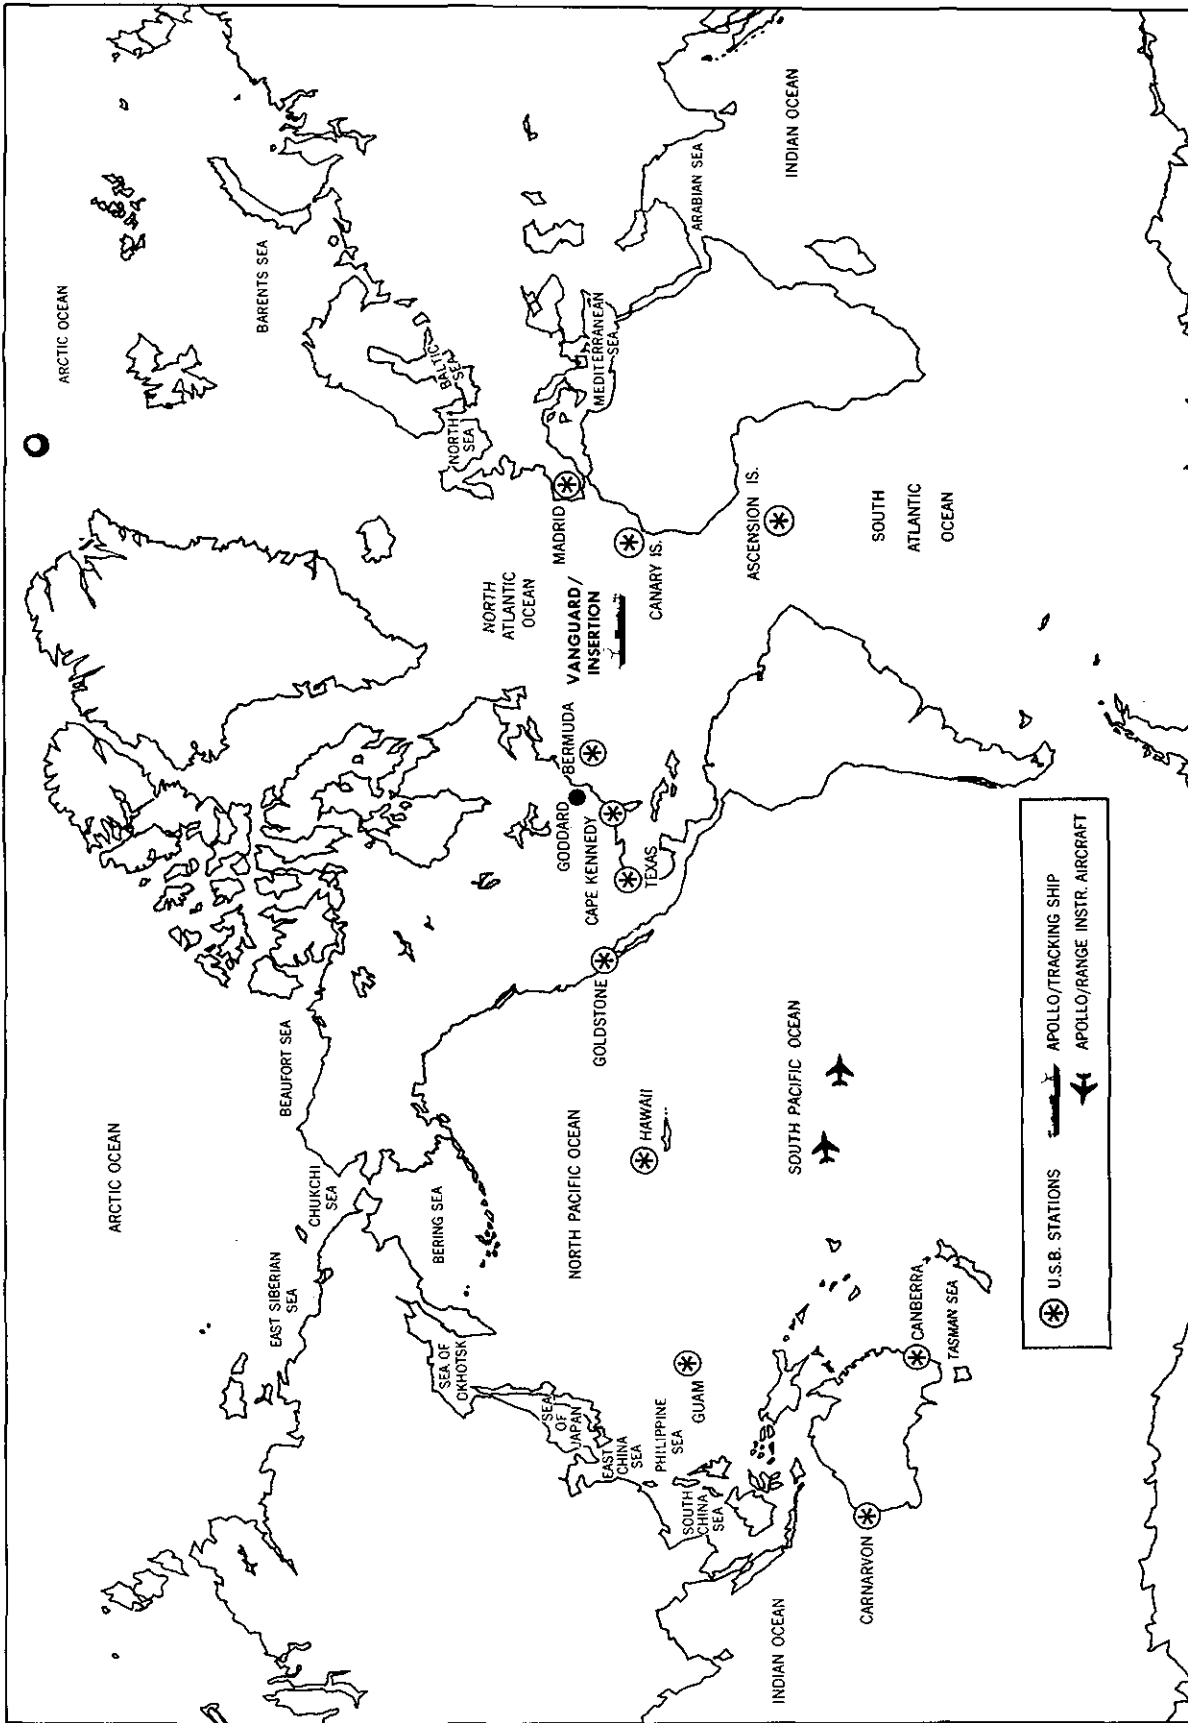 ARCTIC OCEAN
ARCTIC OCEAN
BARENTS SEA
EAST SIBERIAN
SEA
CHUKCHI
SEA
BEAUFORT SEA
BERING SEA
SEA OF
OKHOTSK
SEA
OF
JAPAN
EAST
CHINA
SEA
PHILIPPINE
SEA
SOUTH
CHINA
SEA
NORTH PACIFIC OCEAN
NORTH
ATLANTIC
OCEAN
NORTH
SEA
BALTIC
SEA
MEDITERRANEAN
SEA
ARABIAN SEA
INDIAN OCEAN
GOLDSTONE
GODDARD
CAPE KENNEDY
TEXAS
BERMUDA
VANGUARD/
INSERTION
MADRID
CANARY IS.
ASCENSION IS.
HAWAII
GUAM
INDIAN OCEAN
CARNARVON
CANBERRA
TASMAN SEA
SOUTH PACIFIC OCEAN
SOUTH
ATLANTIC
OCEAN
U.S.B. STATIONS
APOLLO/TRACKING SHIP
APOLLO/RANGE INSTR. AIRCRAFT